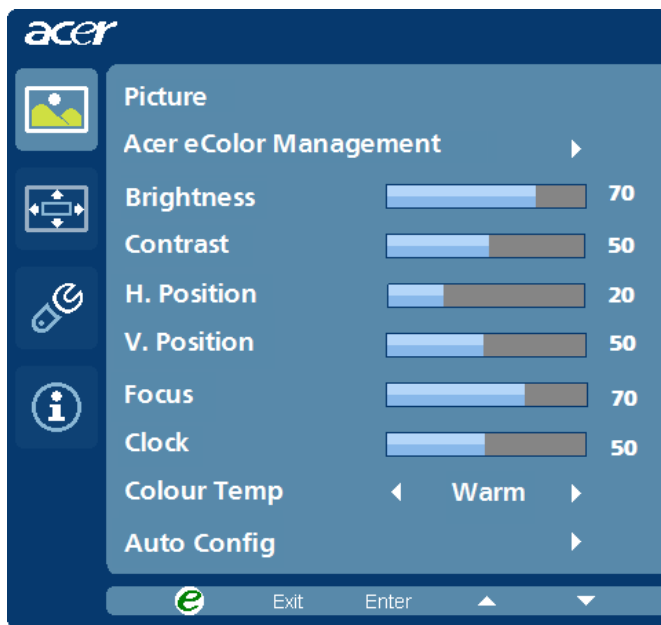 acer
Picture
Acer eColor Management
Brightness 70
Contrast 50
H. Position 20
V. Position 50
Focus 70
Clock 50
Colour Temp Warm
Auto Config
e Exit Enter